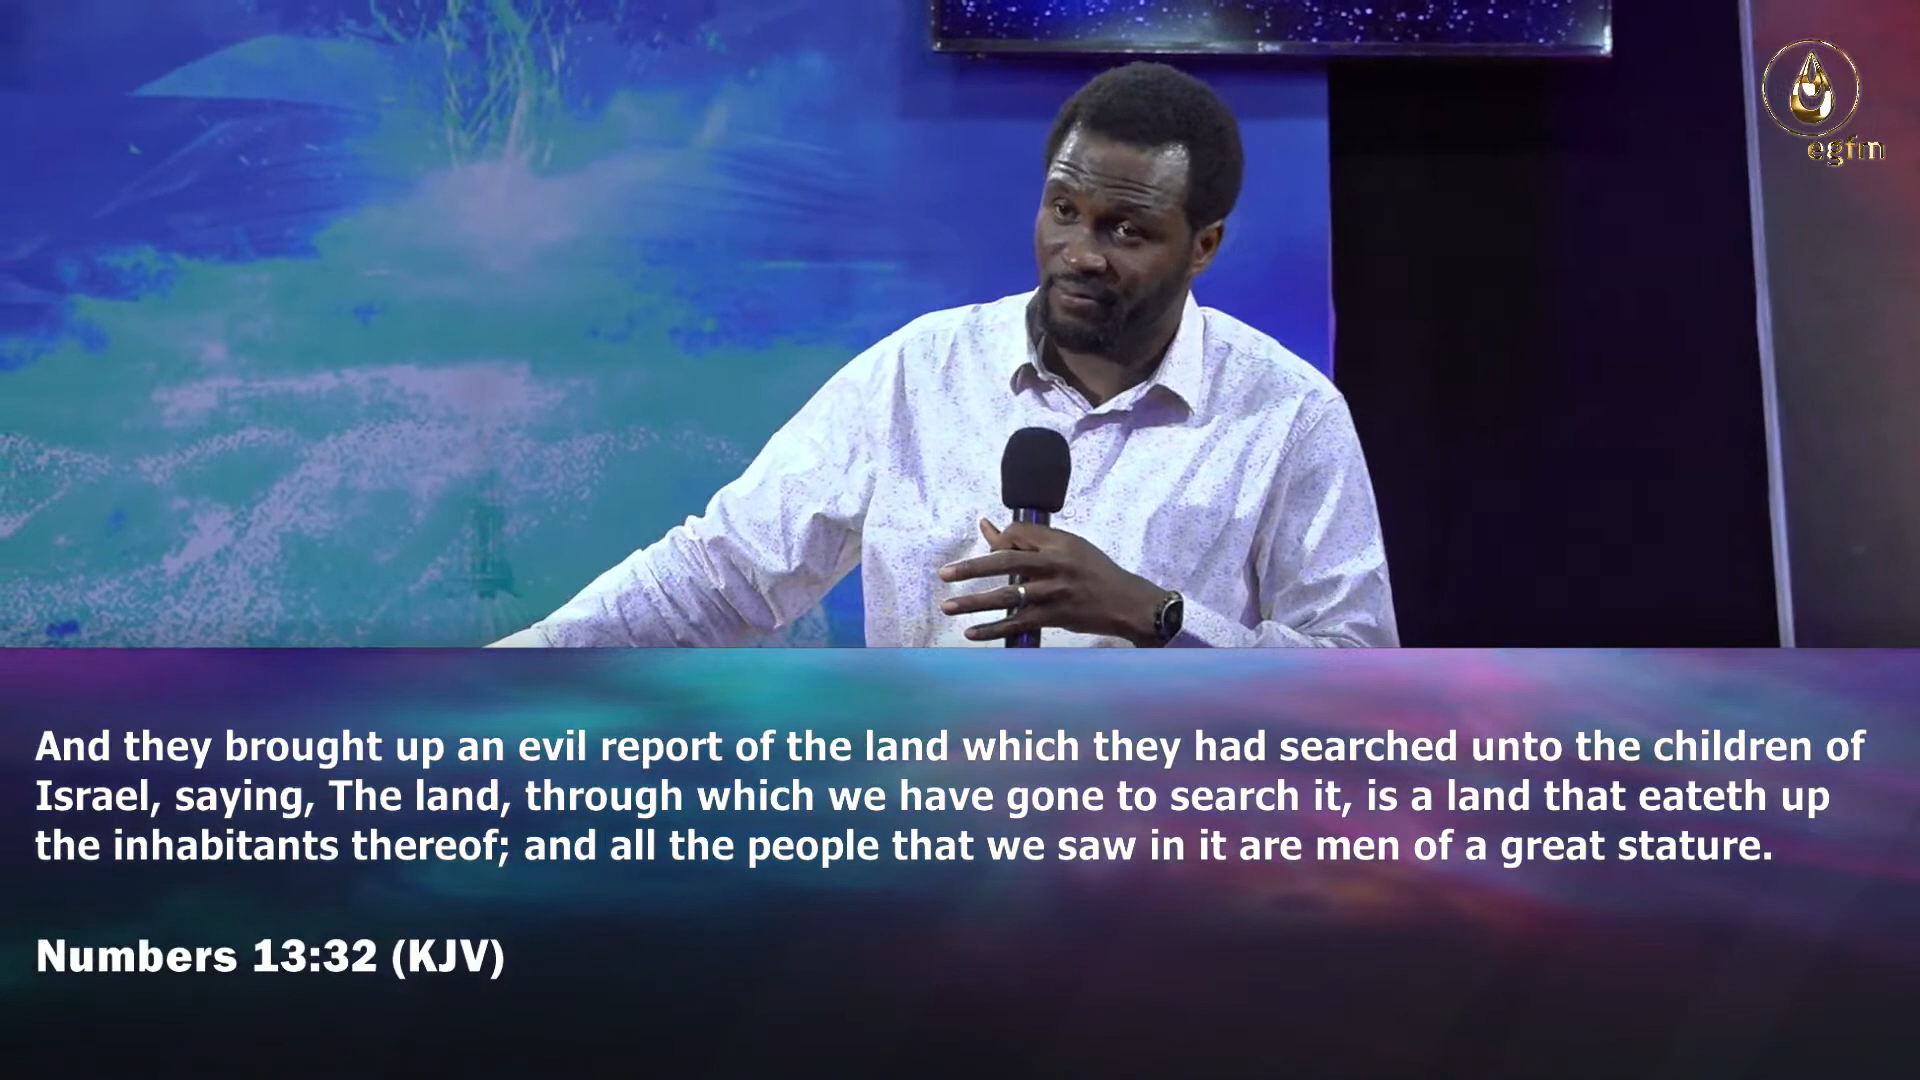 egfm
And they brought up an evil report of the land which they had searched unto the children of
Israel, saying, The land, through which we have gone to search it, is a land that eateth up
the inhabitants thereof; and all the people that we saw in it are men of a great stature.
Numbers 13:32 (KJV)